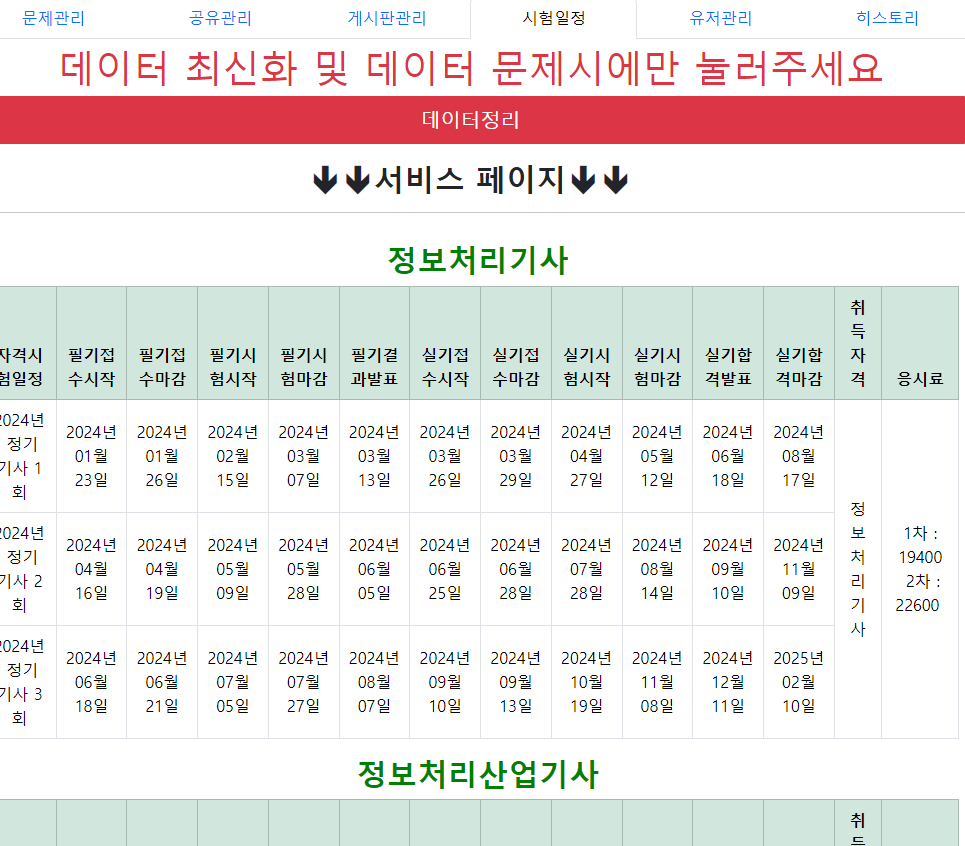 문제관리 공유관리 게시판관리 시험일정 유저관리 히스토리
데이터 최신화 및 데이터 문제시에만 눌러주세요
데이터정리
🡻🡻서비스 페이지🡻🡻
정보처리기사
자격시험일정 필기접수시작 필기접수마감 필기시험시작 필기시험마감 필기결과발표 실기접수시작 실기접수마감 실기시험시작 실기시험마감 실기합격발표 실기합격마감 취득자격 응시료
2024년 정기 기사 1회 2024년 01월 23일 2024년 01월 26일 2024년 02월 15일 2024년 03월 07일 2024년 03월 13일 2024년 03월 26일 2024년 03월 29일 2024년 04월 27일 2024년 05월 12일 2024년 06월 18일 2024년 08월 17일 정보처리기사 1차 : 19400 2차 : 22600
2024년 정기 기사 2회 2024년 04월 16일 2024년 04월 19일 2024년 05월 09일 2024년 05월 28일 2024년 06월 05일 2024년 06월 25일 2024년 06월 28일 2024년 07월 28일 2024년 08월 14일 2024년 09월 10일 2024년 11월 09일
2024년 정기 기사 3회 2024년 06월 18일 2024년 06월 21일 2024년 07월 05일 2024년 07월 27일 2024년 08월 07일 2024년 09월 10일 2024년 09월 13일 2024년 10월 19일 2024년 11월 08일 2024년 12월 11일 2025년 02월 10일
정보처리산업기사
취득